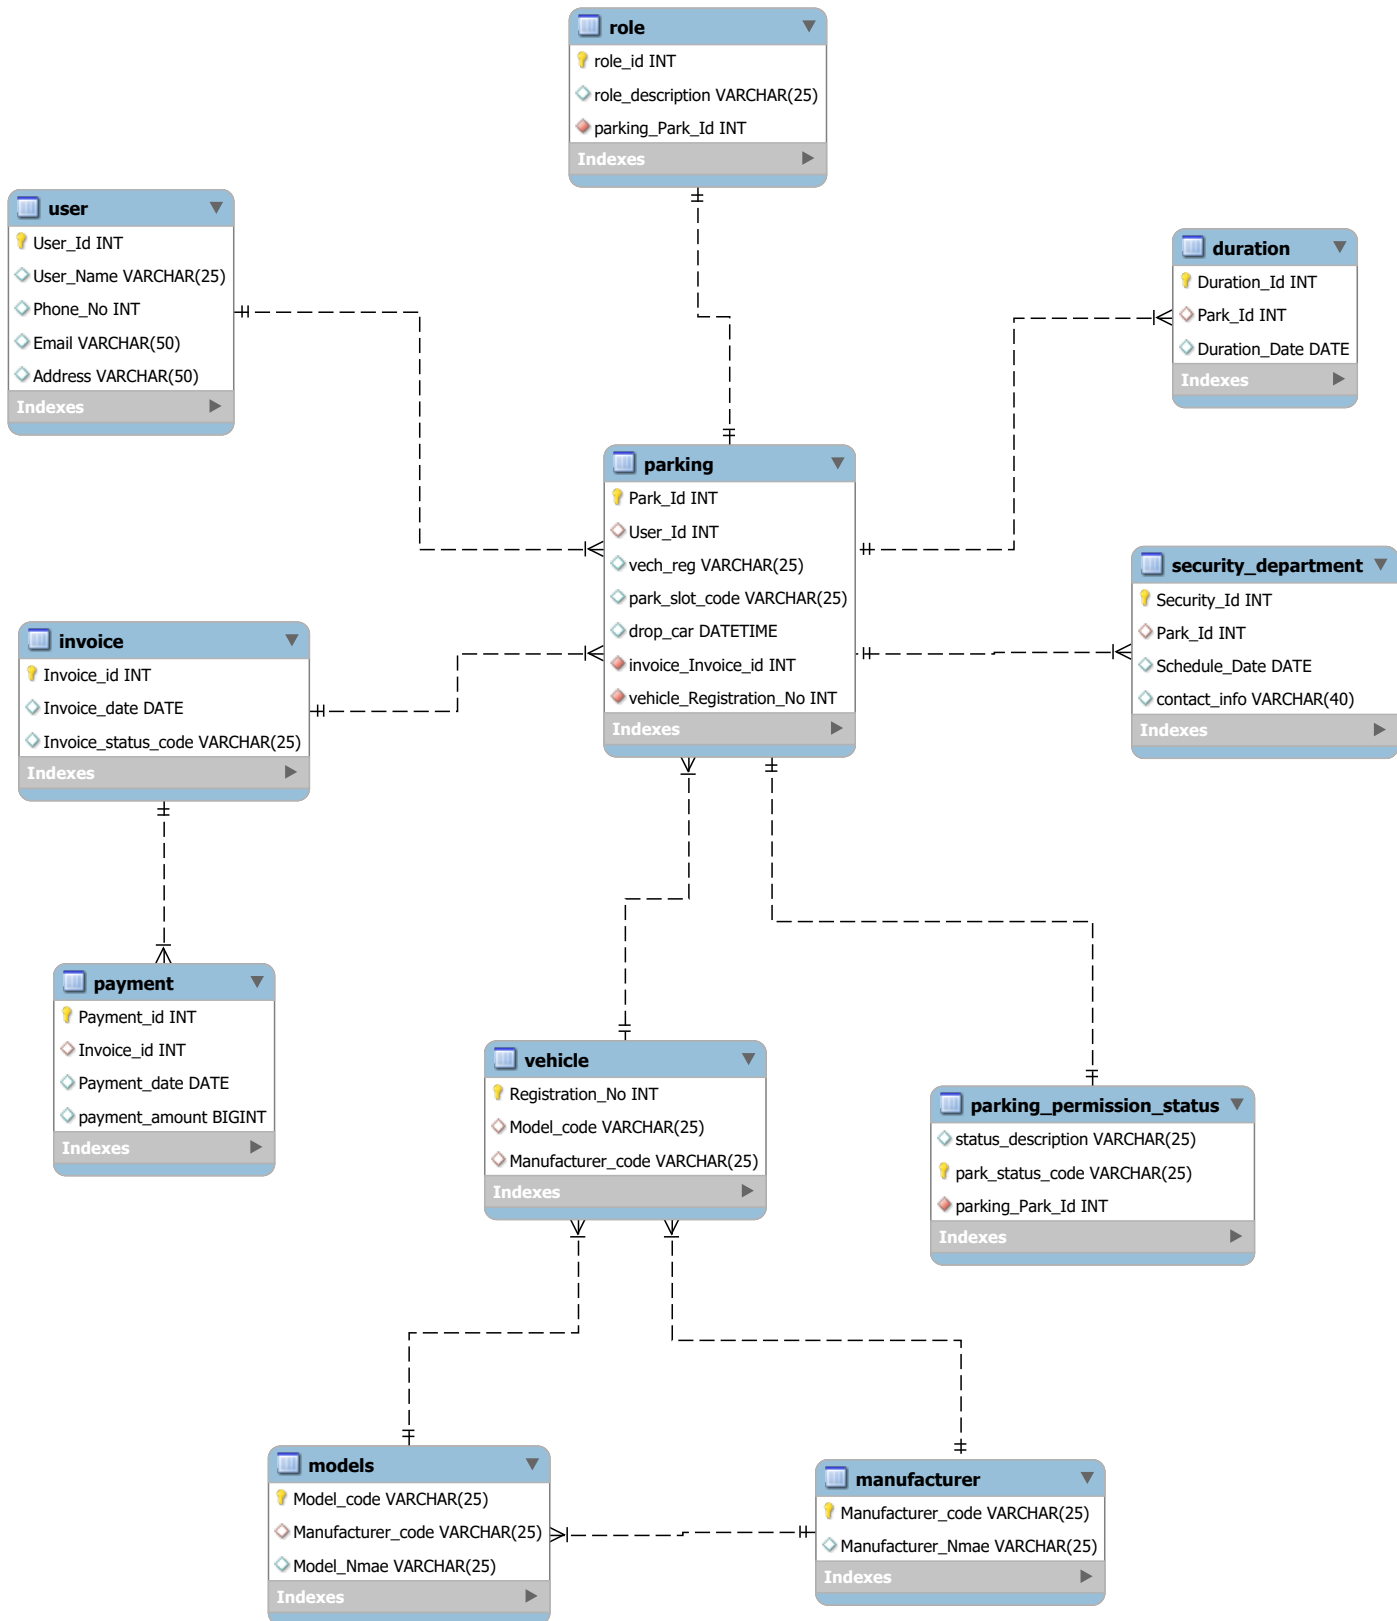 role
role_id INT
role_description VARCHAR(25)
parking_Park_Id INT
Indexes
user
User_Id INT
User_Name VARCHAR(25)
Phone_No INT
Email VARCHAR(50)
Address VARCHAR(50)
Indexes
duration
Duration_Id INT
Park_Id INT
Duration_Date DATE
Indexes
parking
Park_Id INT
User_Id INT
vech_reg VARCHAR(25)
park_slot_code VARCHAR(25)
drop_car DATETIME
invoice_Invoice_id INT
vehicle_Registration_No INT
Indexes
security_department
Security_Id INT
Park_Id INT
Schedule_Date DATE
contact_info VARCHAR(40)
Indexes
invoice
Invoice_id INT
Invoice_date DATE
Invoice_status_code VARCHAR(25)
Indexes
payment
Payment_id INT
Invoice_id INT
Payment_date DATE
payment_amount BIGINT
Indexes
vehicle
Registration_No INT
Model_code VARCHAR(25)
Manufacturer_code VARCHAR(25)
Indexes
parking_permission_status
status_description VARCHAR(25)
park_status_code VARCHAR(25)
parking_Park_Id INT
Indexes
models
Model_code VARCHAR(25)
Manufacturer_code VARCHAR(25)
Model_Nmae VARCHAR(25)
Indexes
manufacturer
Manufacturer_code VARCHAR(25)
Manufacturer_Nmae VARCHAR(25)
Indexes